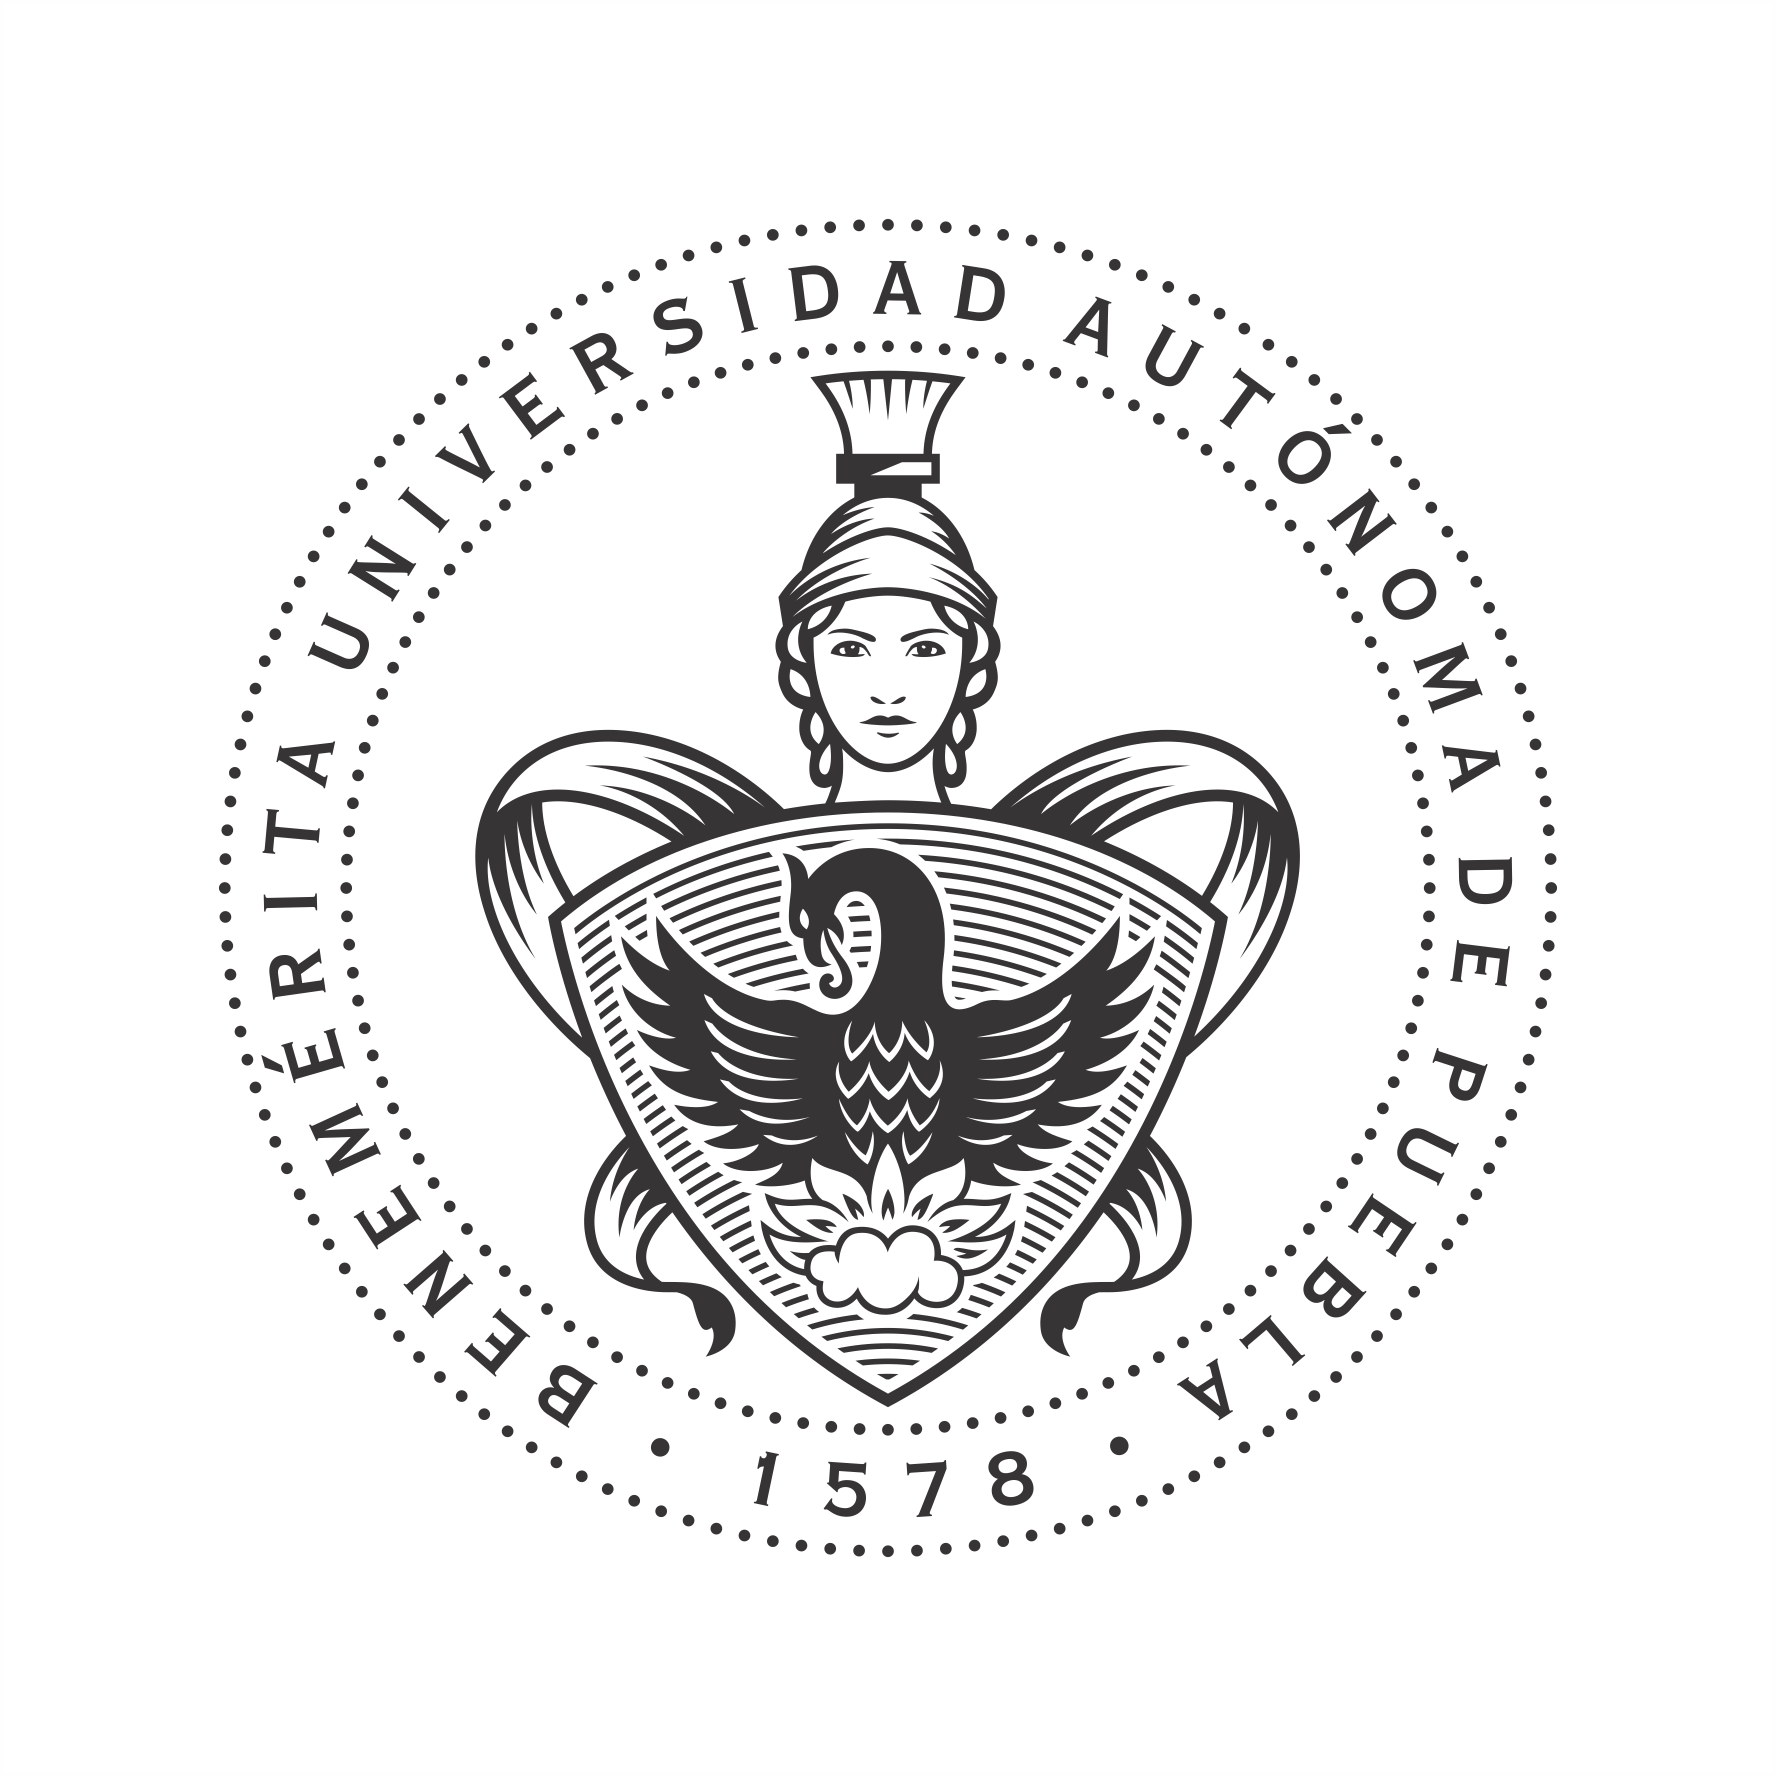 BENEMÉRITA UNIVERSIDAD AUTÓNOMA DE PUEBLA
• 1578 •